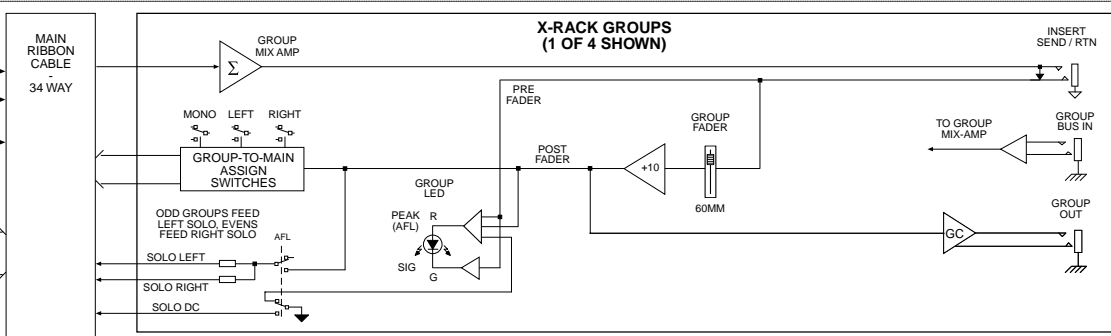 MAIN
RIBBON
CABLE
-
34 WAY
X-RACK GROUPS
(1 OF 4 SHOWN)
GROUP
MIX AMP
Σ
INSERT
SEND / RTN
PRE
FADER
MONO LEFT RIGHT
GROUP-TO-MAIN
ASSIGN
SWITCHES
POST
FADER
+10
GROUP
FADER
60MM
TO GROUP
MIX-AMP
GROUP
BUS IN
GROUP
LED
PEAK
(AFL)
R
SIG
G
ODD GROUPS FEED
LEFT SOLO, EVENS
FEED RIGHT SOLO
AFL
SOLO LEFT
SOLO RIGHT
SOLO DC
GC
GROUP
OUT